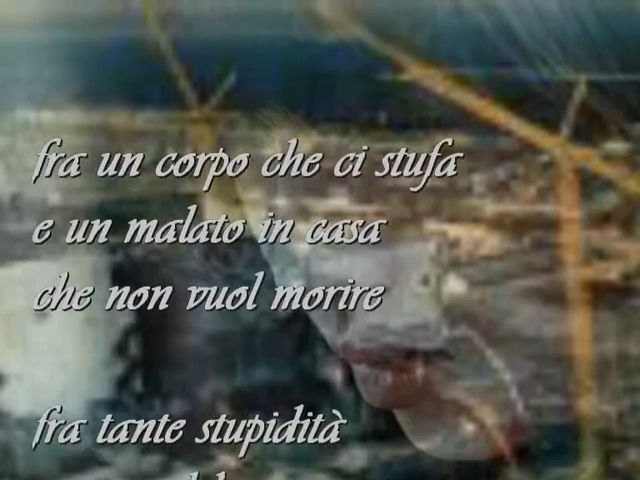 fra un corpo che ci stufa
e un malato in casa
che non vuol morire
fra tante stupidità